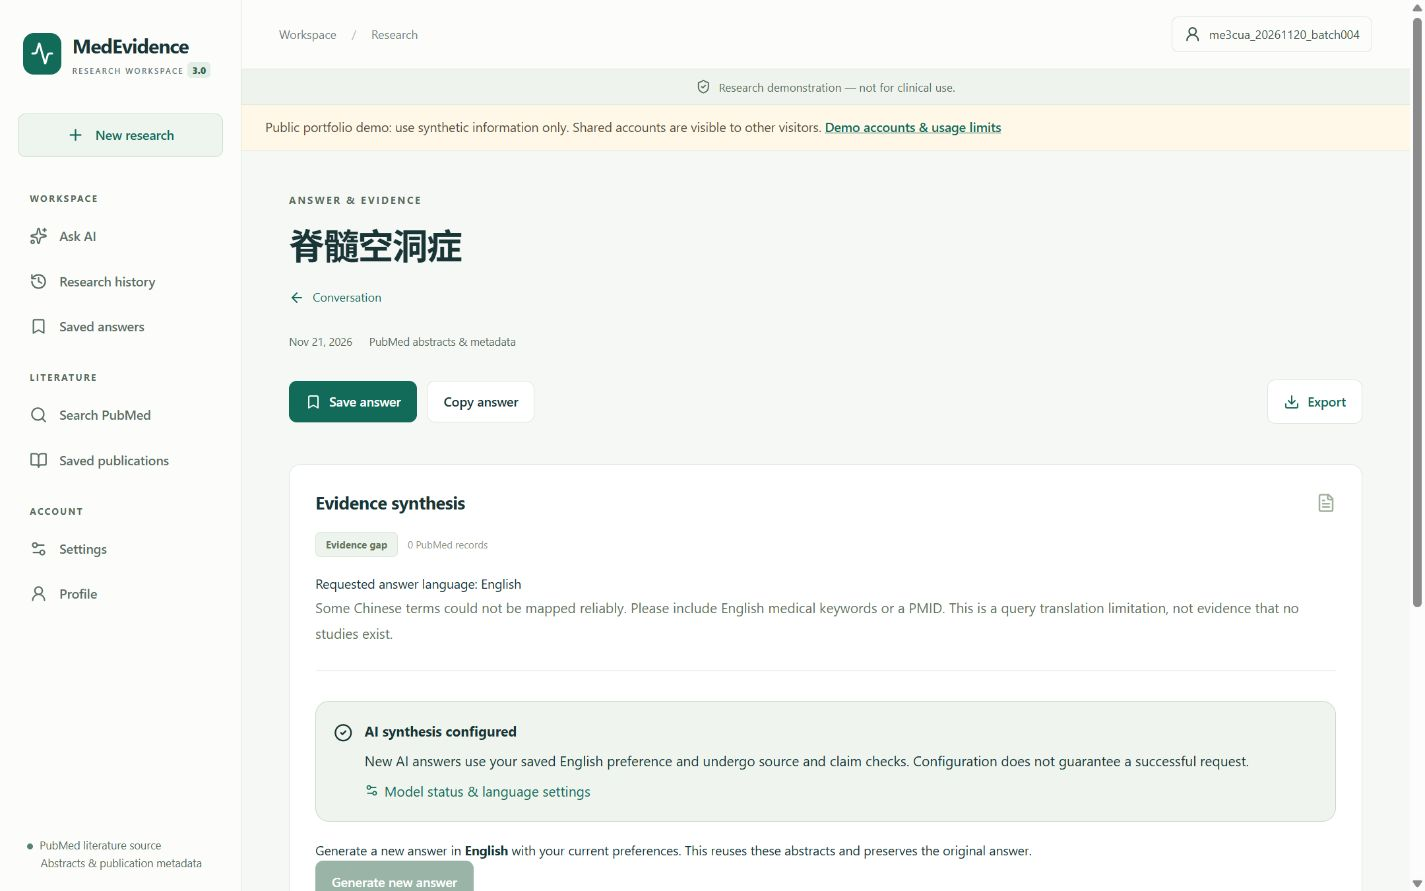 MedEvidence
RESEARCH WORKSPACE 3.0
New research
WORKSPACE
Ask AI
Research history
Saved answers
LITERATURE
Search PubMed
Saved publications
ACCOUNT
Settings
Profile
PubMed literature source
Abstracts & publication metadata
Workspace / Research
me3cua_20261120_batch004
Research demonstration — not for clinical use.
Public portfolio demo: use synthetic information only. Shared accounts are visible to other visitors. Demo accounts & usage limits
ANSWER & EVIDENCE
脊髓空洞症
Conversation
Nov 21, 2026 PubMed abstracts & metadata
Save answer
Copy answer
Export
Evidence synthesis
Evidence gap 0 PubMed records
Requested answer language: English
Some Chinese terms could not be mapped reliably. Please include English medical keywords or a PMID. This is a query translation limitation, not evidence that no
studies exist.
AI synthesis configured
New AI answers use your saved English preference and undergo source and claim checks. Configuration does not guarantee a successful request.
Model status & language settings
Generate a new answer in English with your current preferences. This reuses these abstracts and preserves the original answer.
Generate new answer